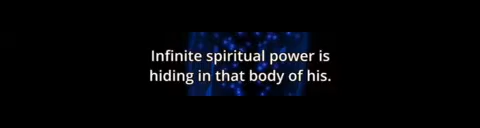 Infinite spiritual power is
hiding in that body of his.